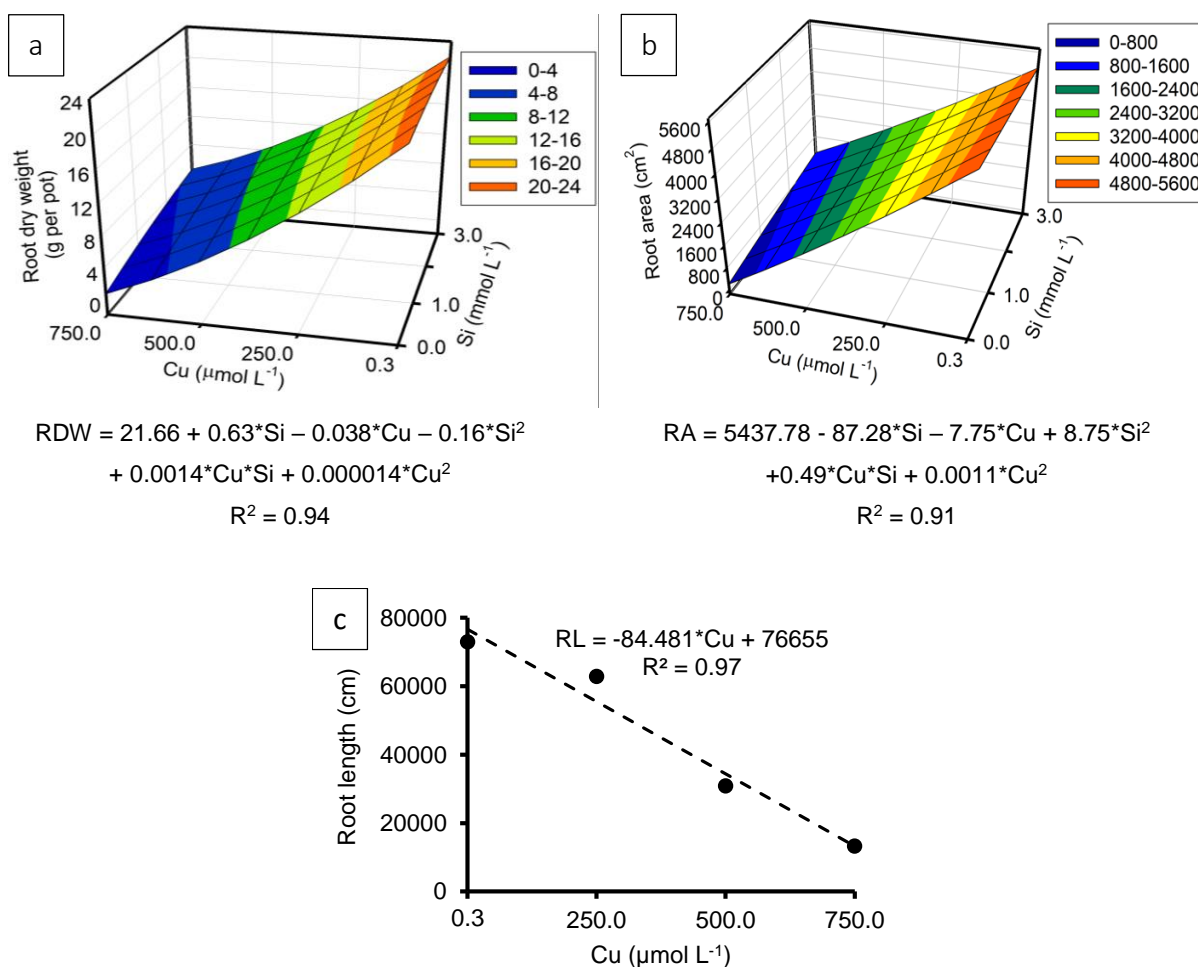 a
24
20
16
12
8
4
0
Root dry weight
(g per pot)
750.0
500.0
250.0
0.3
Cu (μmol L⁻¹)
0.0
1.0
3.0
Si (mmol L⁻¹)
0-4
4-8
8-12
12-16
16-20
20-24
RDW = 21.66 + 0.63*Si – 0.038*Cu – 0.16*Si²
+ 0.0014*Cu*Si + 0.000014*Cu²
R² = 0.94
b
5600
4800
4000
3200
2400
1600
800
0
Root area (cm²)
750.0
500.0
250.0
0.3
Cu (μmol L⁻¹)
0.0
1.0
3.0
Si (mmol L⁻¹)
0-800
800-1600
1600-2400
2400-3200
3200-4000
4000-4800
4800-5600
RA = 5437.78 - 87.28*Si – 7.75*Cu + 8.75*Si²
+0.49*Cu*Si + 0.0011*Cu²
R² = 0.91
c
80000
60000
40000
20000
0
Root length (cm)
RL = -84.481*Cu + 76655
R² = 0.97
0.3
250.0
500.0
750.0
Cu (μmol L⁻¹)